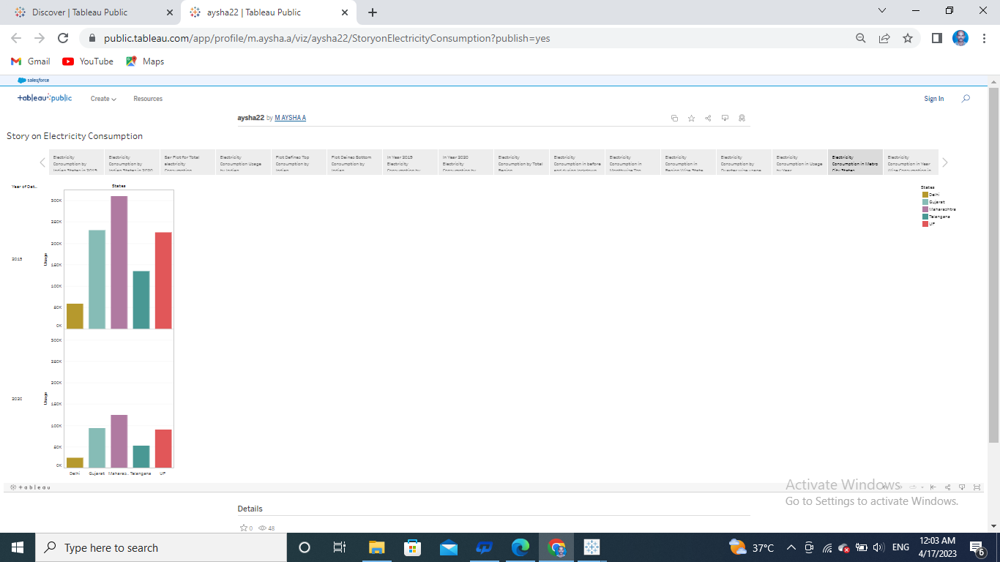 Discover | Tableau Public
aysha22 | Tableau Public
public.tableau.com/app/profile/m.aysha.a/viz/aysha22/StoryonElectricityConsumption?publish=yes
Gmail YouTube Maps
salesforce
+ableau public Create Resources Sign In
aysha22 by M AYSHA A
Story on Electricity Consumption
Electricity
Consumption by
Indian States in 2019
Electricity
Consumption by
Indian States in 2020
Bar Plot for Total
electricity
Consumption
Electricity
Consumption Usage
by Indian
Plot Defines Top
Consumption by
Indian
Plot Deines Bottom
Consumption by
Indian
In Year 2019
Electricity
Consumption by
In Year 2020
Electricity
Consumption by
Electricity
Consumption by Total
Region
Electricity
Consumption in before
and during lockdown
Electricity
Consumption in
Monthwise Top
Electricity
Consumption in
Region Wise State
Electricity
Consumption by
Quarter wise usage
Electricity
Consumption in Usage
by Year
Electricity
Consumption in Metro
City States
Electricity
Consumption in Year
Wise Consumption in
Year of Dat..
States
2019
Usage
300K
250K
200K
150K
100K
50K
0K
2020
Usage
300K
250K
200K
150K
100K
50K
0K
Delhi Gujarat Maharas.. Telangana UP
States
Delhi
Gujarat
Maharashtra
Telangana
UP
+ableau
Activate Windows
Go to Settings to activate Windows.
Details
0 48
Type here to search
37°C
ENG
12:03 AM
4/17/2023
6